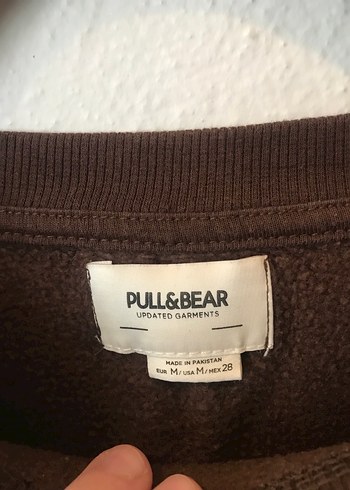 PULL&BEAR
UPDATED GARMENTS
MADE IN PAKISTAN
EUR M / USA M / MEX 28